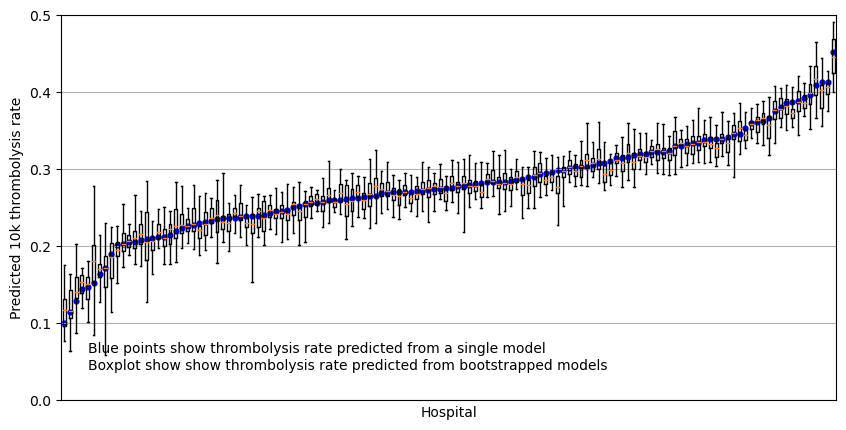 0.5
0.4
0.3
0.2
0.1
0.0
Predicted 10k thrombolysis rate
Blue points show thrombolysis rate predicted from a single model
Boxplot show show thrombolysis rate predicted from bootstrapped models
Hospital